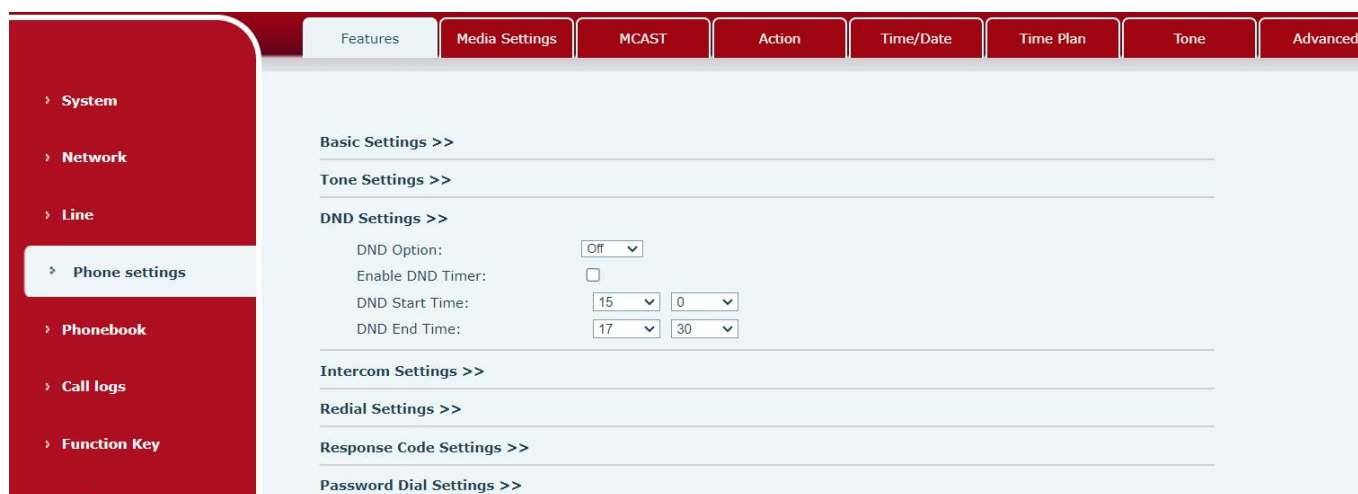 Features Media Settings MCAST Action Time/Date Time Plan Tone Advanced
System
Network
Line
Phone settings
Phonebook
Call logs
Function Key
Basic Settings >>
Tone Settings >>
DND Settings >>
DND Option: Off
Enable DND Timer:
DND Start Time: 15 0
DND End Time: 17 30
Intercom Settings >>
Redial Settings >>
Response Code Settings >>
Password Dial Settings >>